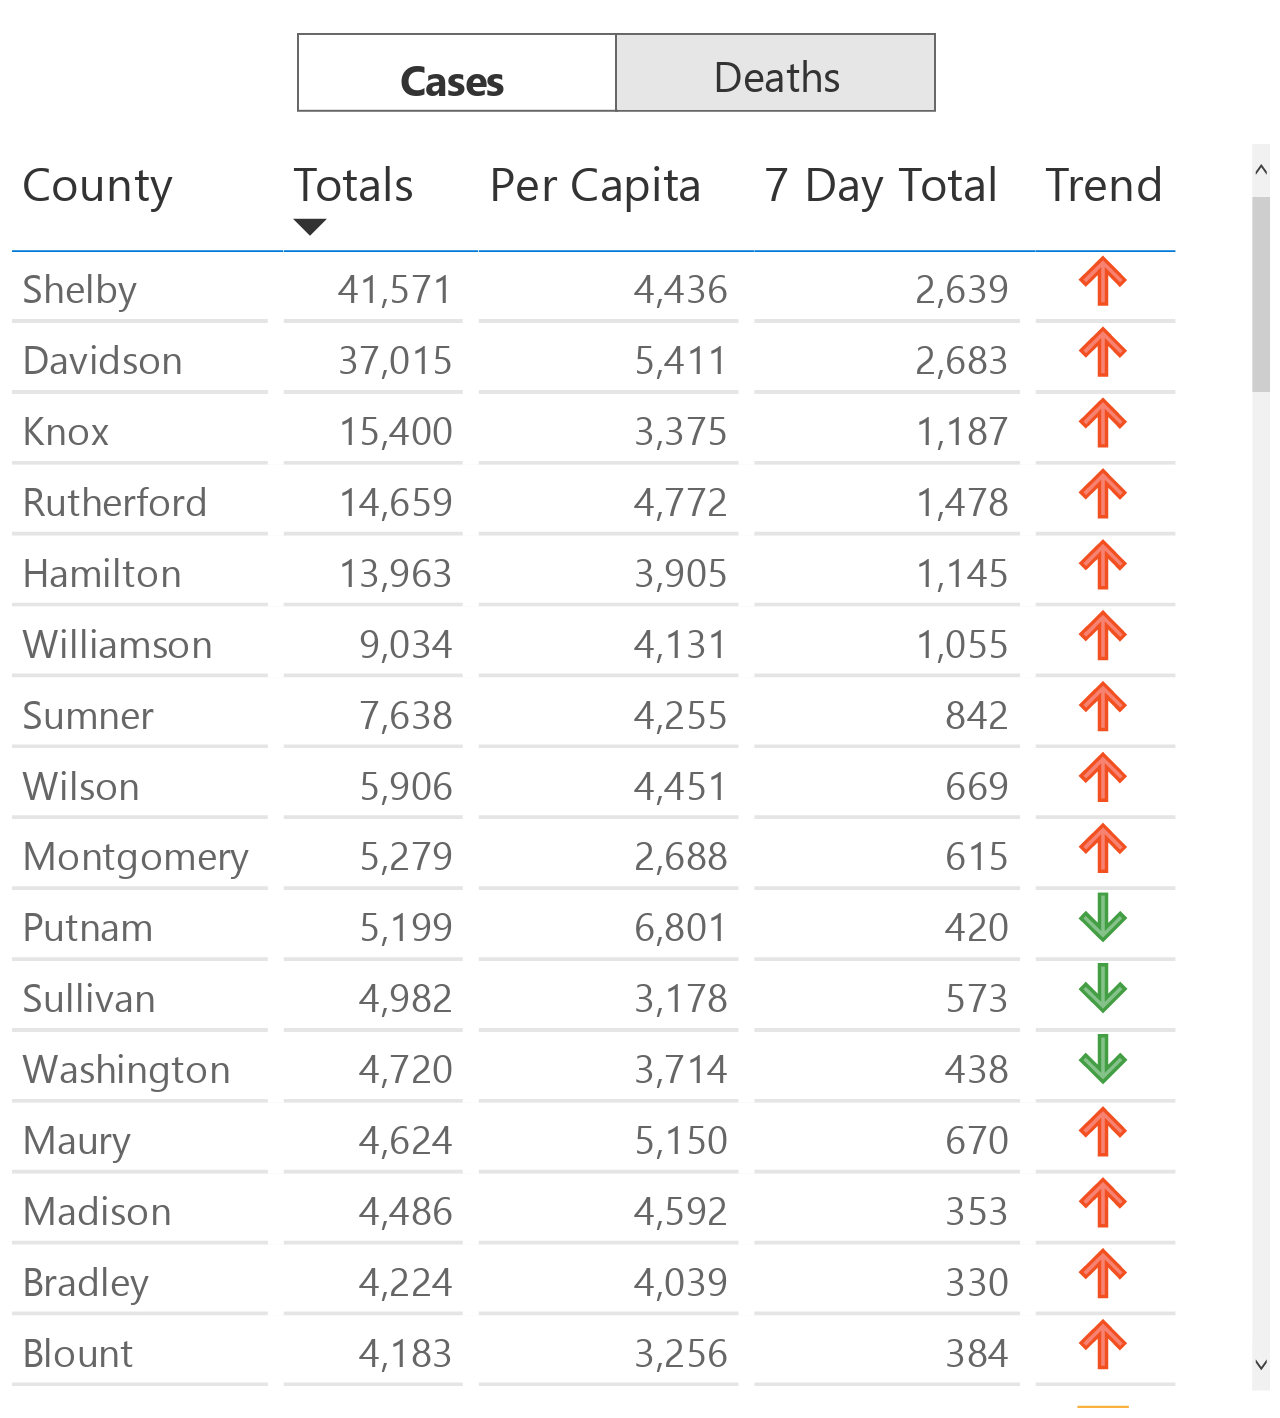 Cases Deaths
County Totals Per Capita 7 Day Total Trend
Shelby 41,571 4,436 2,639
Davidson 37,015 5,411 2,683
Knox 15,400 3,375 1,187
Rutherford 14,659 4,772 1,478
Hamilton 13,963 3,905 1,145
Williamson 9,034 4,131 1,055
Sumner 7,638 4,255 842
Wilson 5,906 4,451 669
Montgomery 5,279 2,688 615
Putnam 5,199 6,801 420
Sullivan 4,982 3,178 573
Washington 4,720 3,714 438
Maury 4,624 5,150 670
Madison 4,486 4,592 353
Bradley 4,224 4,039 330
Blount 4,183 3,256 384